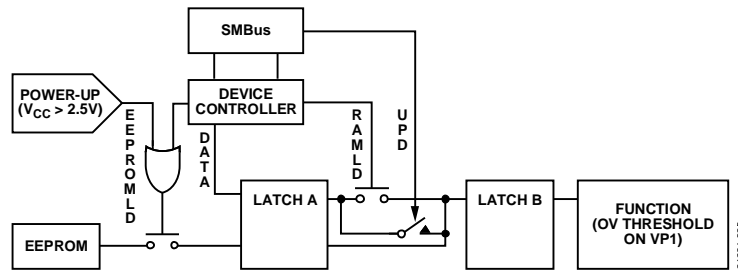 SMBus
POWER-UP
(VCC > 2.5V)
DEVICE
CONTROLLER
EEPROMLD
DATA
RAMLD
UPD
EEPROM
LATCH A
LATCH B
FUNCTION
(OV THRESHOLD
ON VP1)